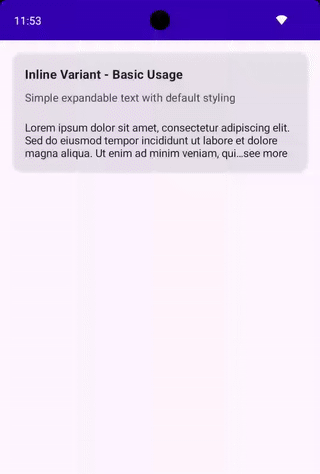 11:53
Inline Variant - Basic Usage
Simple expandable text with default styling
Lorem ipsum dolor sit amet, consectetur adipiscing elit.
Sed do eiusmod tempor incididunt ut labore et dolore
magna aliqua. Ut enim ad minim veniam, qui…see more